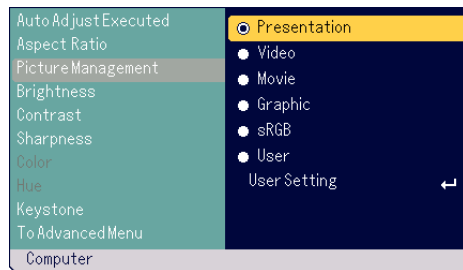 Auto Adjust Executed
Aspect Ratio
Picture Management
Brightness
Contrast
Sharpness
Color
Hue
Keystone
To Advanced Menu
Presentation
Video
Movie
Graphic
sRGB
User
User Setting
Computer